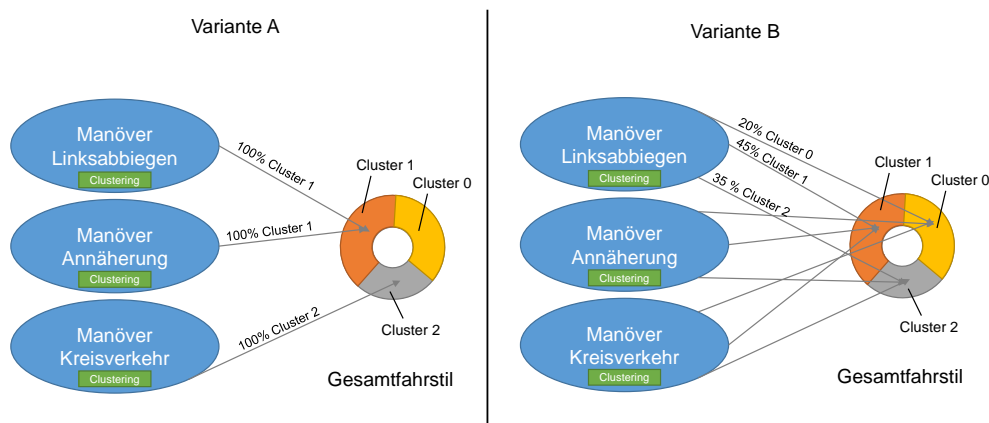 Variante A
Manöver
Linksabbiegen
Clustering
100% Cluster 1
Cluster 1
Cluster 0
Manöver
Annäherung
Clustering
100% Cluster 1
Manöver
Kreisverkehr
Clustering
100% Cluster 2
Cluster 2
Gesamtfahrstil
Variante B
Manöver
Linksabbiegen
Clustering
20% Cluster 0
45% Cluster 1
35 % Cluster 2
Cluster 1
Cluster 0
Manöver
Annäherung
Clustering
Manöver
Kreisverkehr
Clustering
Cluster 2
Gesamtfahrstil